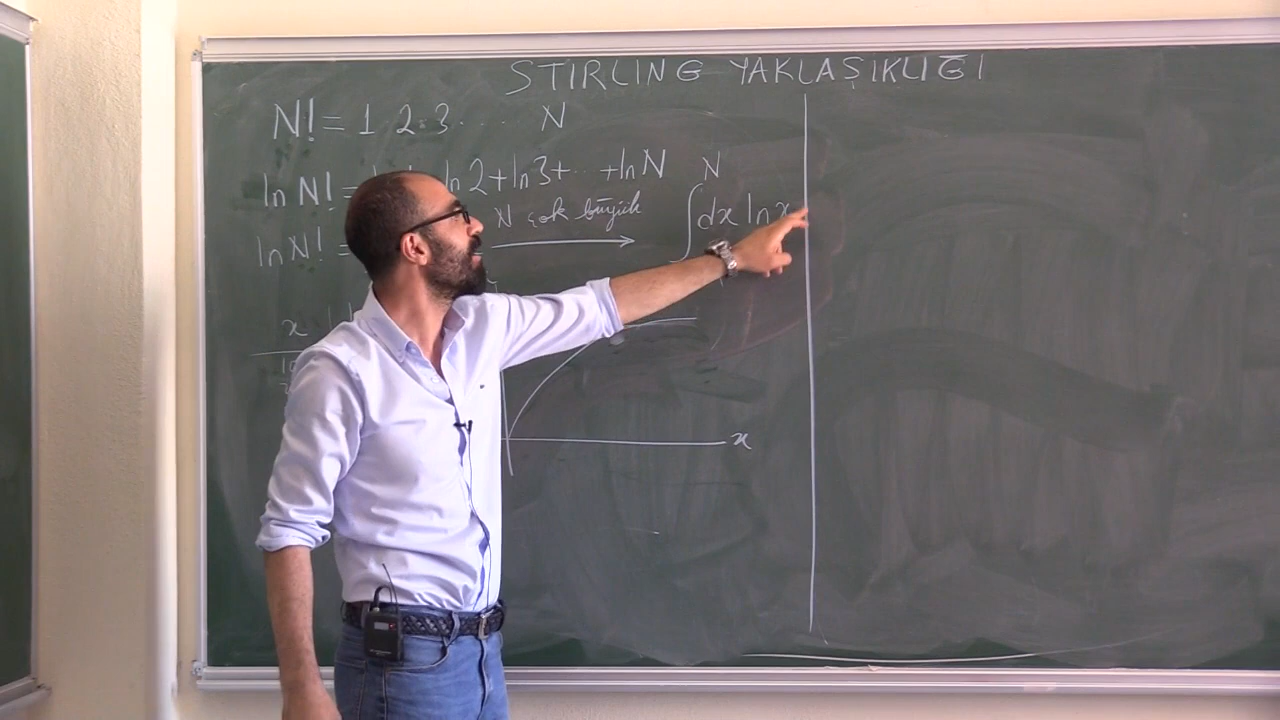 STIRLING YAKLAŞIKLIĞI
N! = 1 2 . 3 . . . . N
ln N! = ln 2 + ln 3 + . . . + ln N
ln N! = N çok büyük → ∫ dx ln x
N
x
x